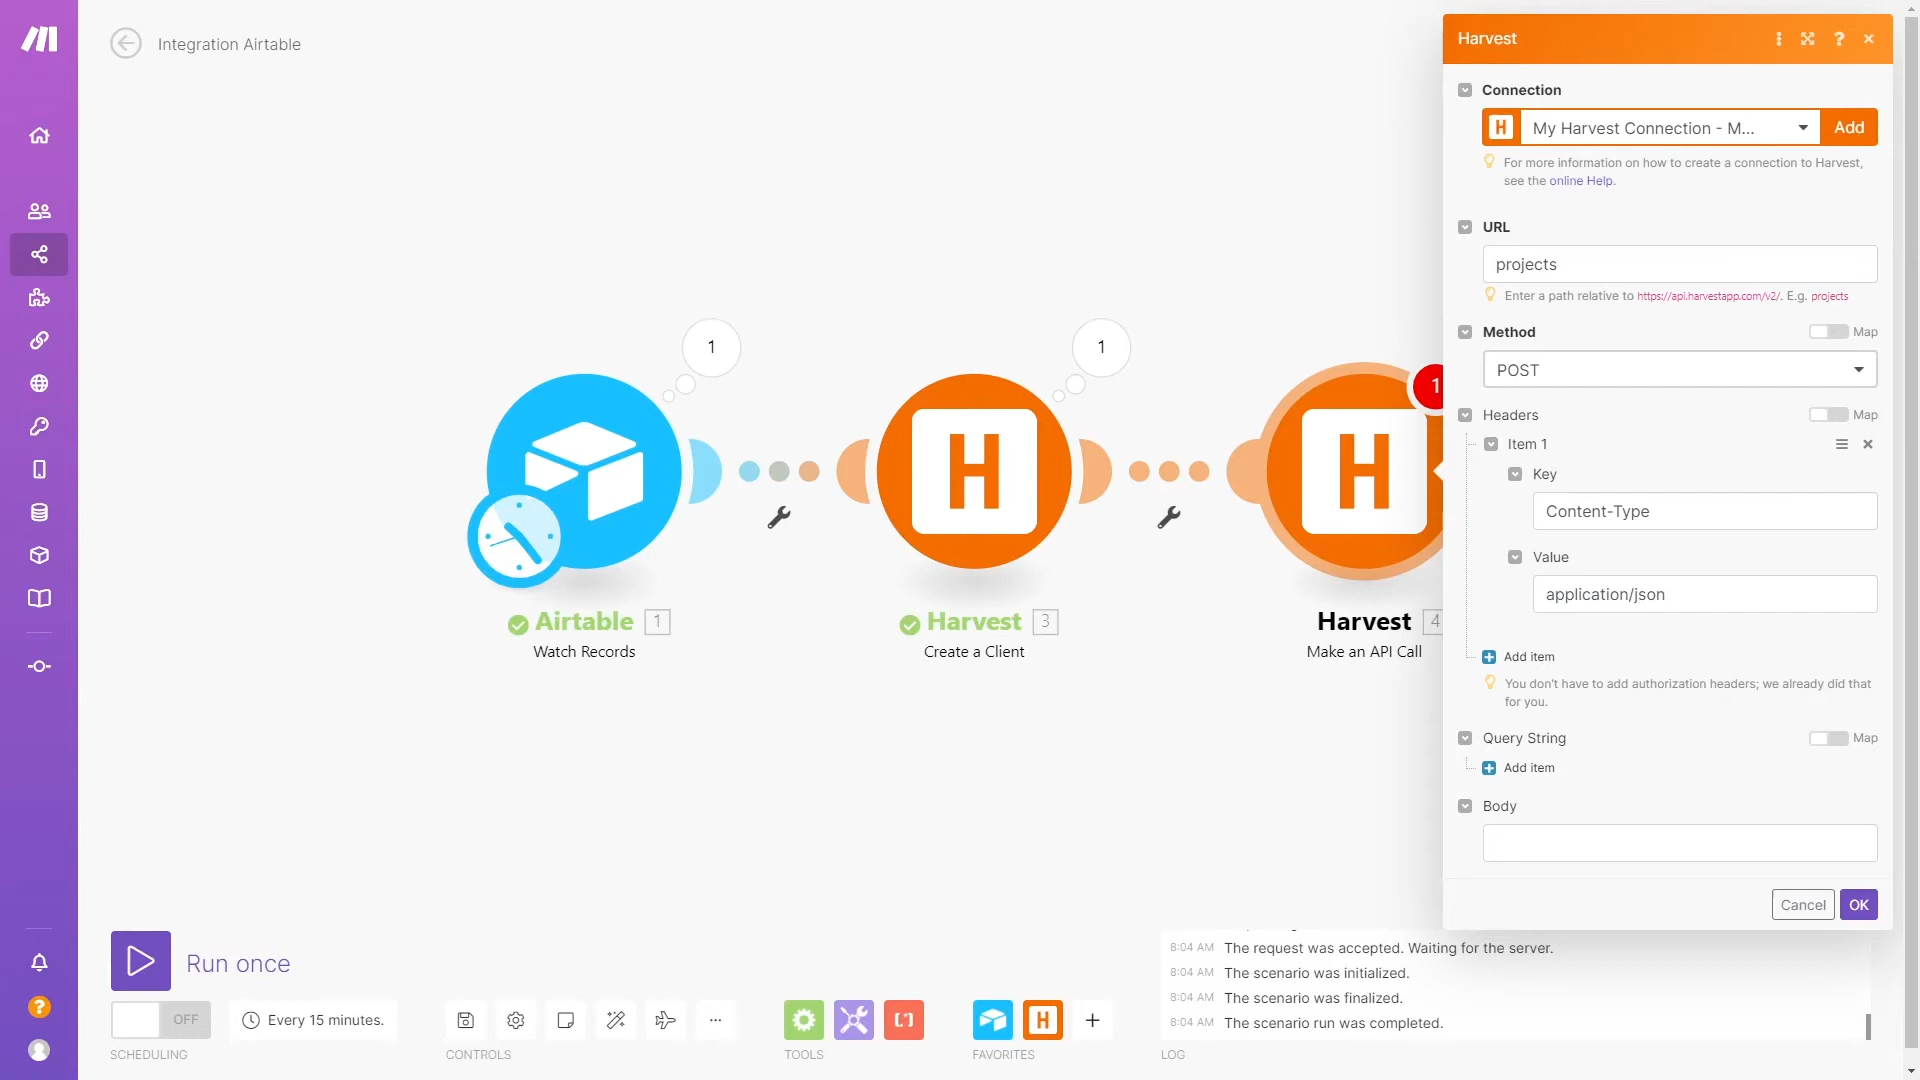 Integration Airtable
Harvest
?
Connection
H
My Harvest Connection - M...
Add
For more information on how to create a connection to Harvest,
see the online Help.
URL
projects
Enter a path relative to https://api.harvestapp.com/v2/. E.g. projects
Method
Map
POST
Headers
Map
Item 1
Key
Content-Type
Value
application/json
Add item
You don't have to add authorization headers; we already did that
for you.
Query String
Map
Add item
Body
Cancel
OK
1
1
1
H
H
Airtable
1
Watch Records
Harvest
3
Create a Client
Harvest
4
Make an API Call
Run once
OFF
Every 15 minutes.
SCHEDULING
CONTROLS
TOOLS
H
FAVORITES
8:04 AM The request was accepted. Waiting for the server.
8:04 AM The scenario was initialized.
8:04 AM The scenario was finalized.
8:04 AM The scenario run was completed.
LOG
?